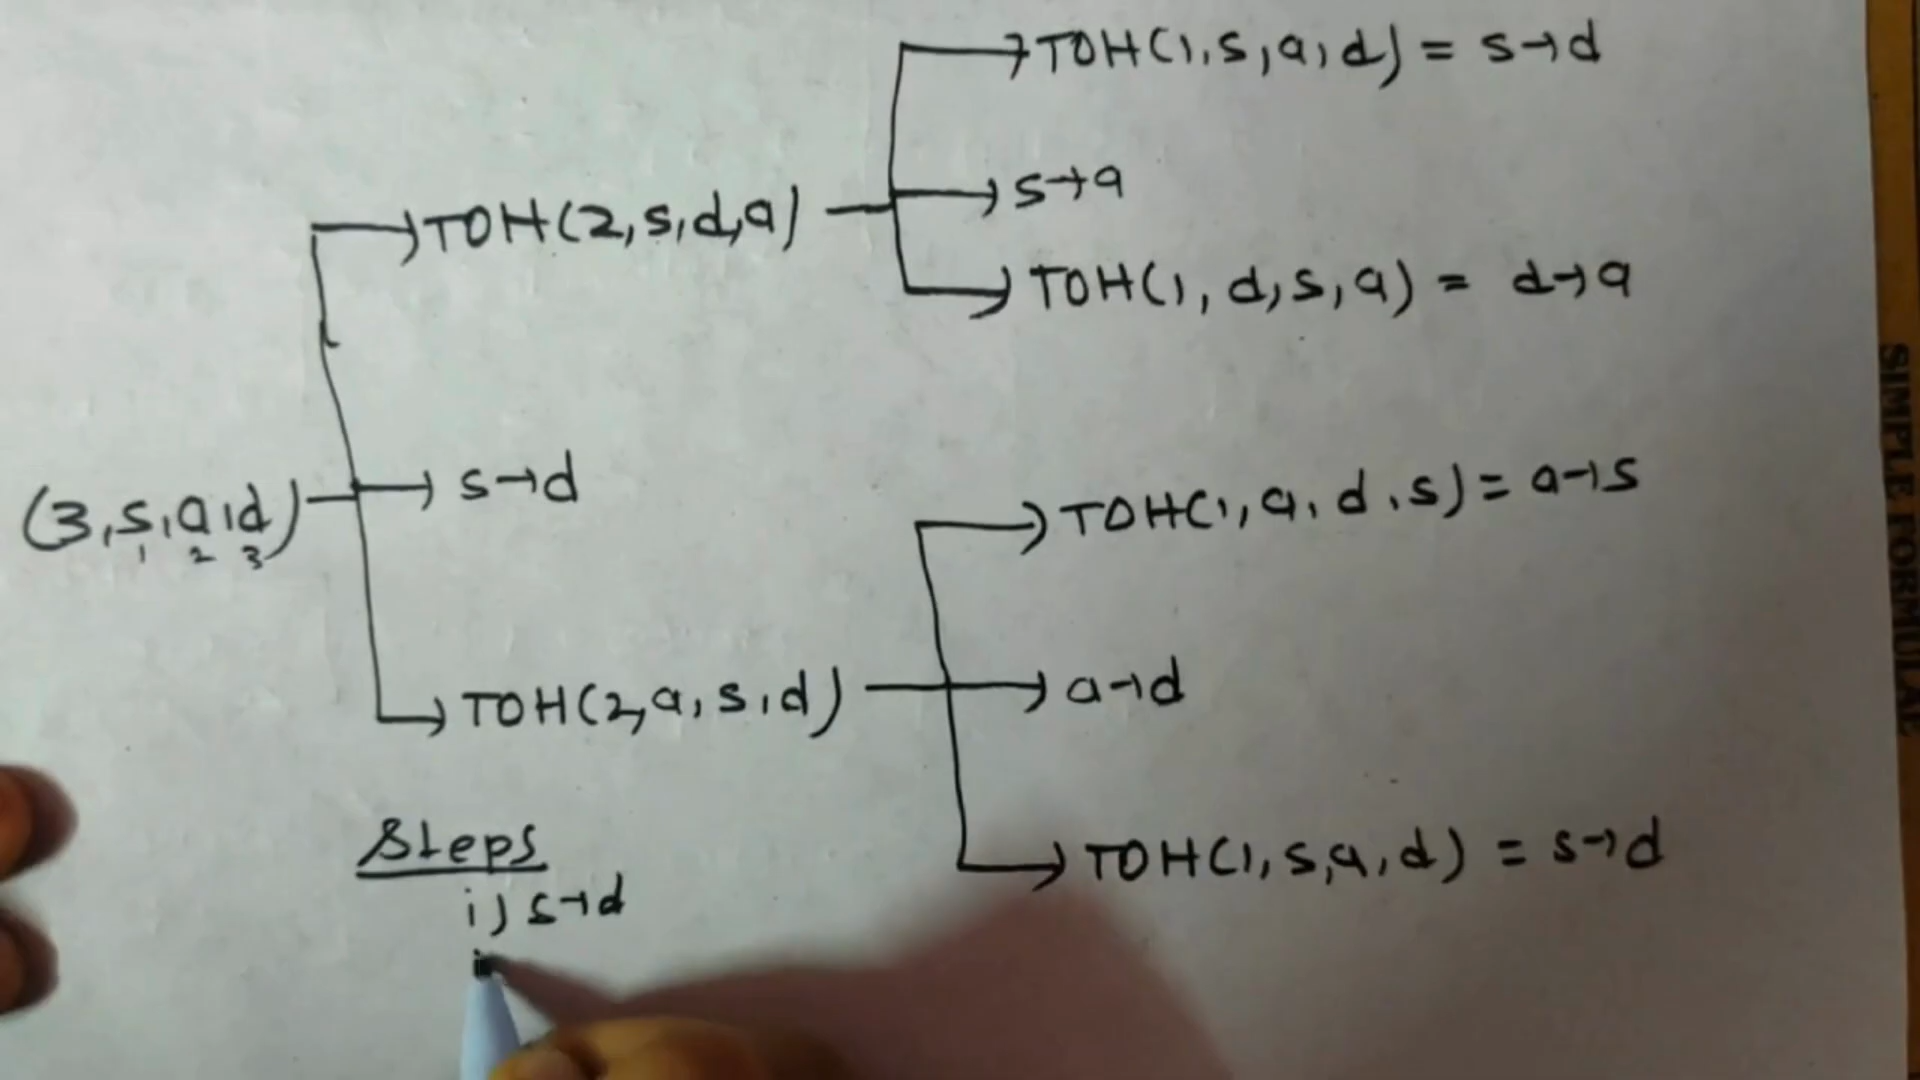 TOH(1,s,a,d) = s→d
s→a
TOH(2,s,d,a)
TOH(1,d,s,a) = d→a
(3,s,a,d)
1 2 3
s→d
TOH(1,a,d,s) = a→s
a→d
TOH(2,a,s,d)
TOH(1,s,a,d) = s→d
Steps
i) s→d
SIMPLE FORMULAE